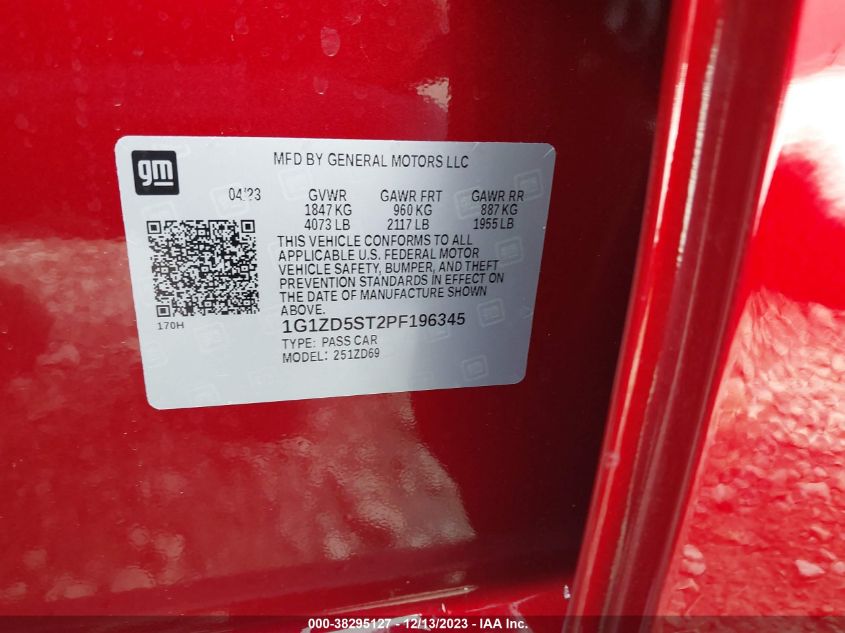 gm
MFD BY GENERAL MOTORS LLC
04/23 GVWR GAWR FRT GAWR RR
1847 KG 960 KG 887 KG
4073 LB 2117 LB 1955 LB
THIS VEHICLE CONFORMS TO ALL
APPLICABLE U.S. FEDERAL MOTOR
VEHICLE SAFETY, BUMPER, AND THEFT
PREVENTION STANDARDS IN EFFECT ON
THE DATE OF MANUFACTURE SHOWN
ABOVE.
170H
1G1ZD5ST2PF196345
TYPE: PASS CAR
MODEL: 251ZD69
000-38295127 - 12/13/2023 - IAA Inc.